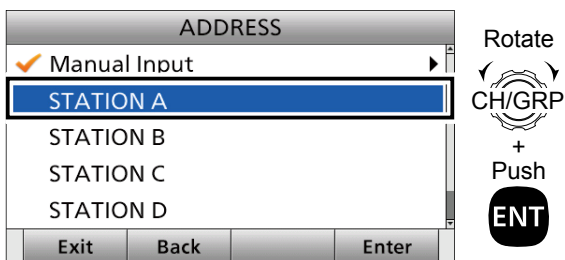 ADDRESS
Manual Input
STATION A
STATION B
STATION C
STATION D
Exit Back Enter
Rotate
CH/GRP
+
Push
ENT